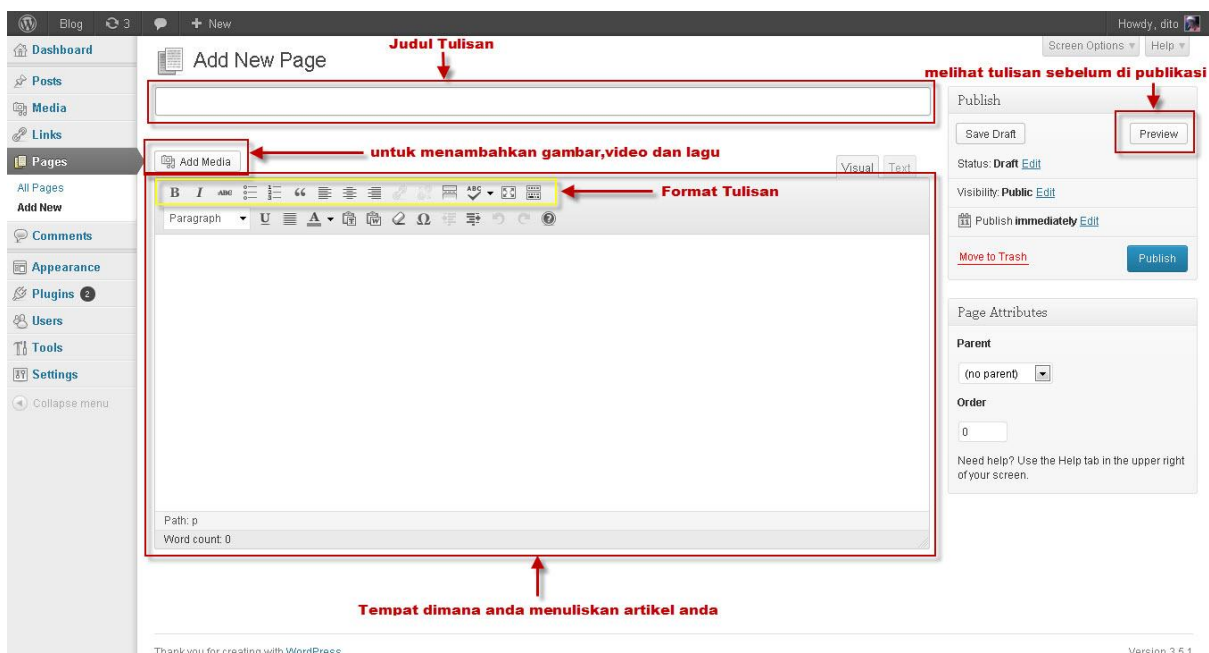 Blog 3 + New Howdy, dito
Screen Options Help
Dashboard
Posts
Media
Links
Pages
All Pages
Add New
Comments
Appearance
Plugins 2
Users
Tools
Settings
Collapse menu
Judul Tulisan
Add New Page
melihat tulisan sebelum di publikasi
Add Media
untuk menambahkan gambar,video dan lagu
Visual Text
B I ABC ABC
Format Tulisan
Paragraph U A Ω
Path: p
Word count: 0
Tempat dimana anda menuliskan artikel anda
Publish
Save Draft Preview
Status: Draft Edit
Visibility: Public Edit
Publish immediately Edit
Move to Trash Publish
Page Attributes
Parent
(no parent)
Order
0
Need help? Use the Help tab in the upper right
of your screen.
Thank you for creating with WordPress. Version 3.5.1